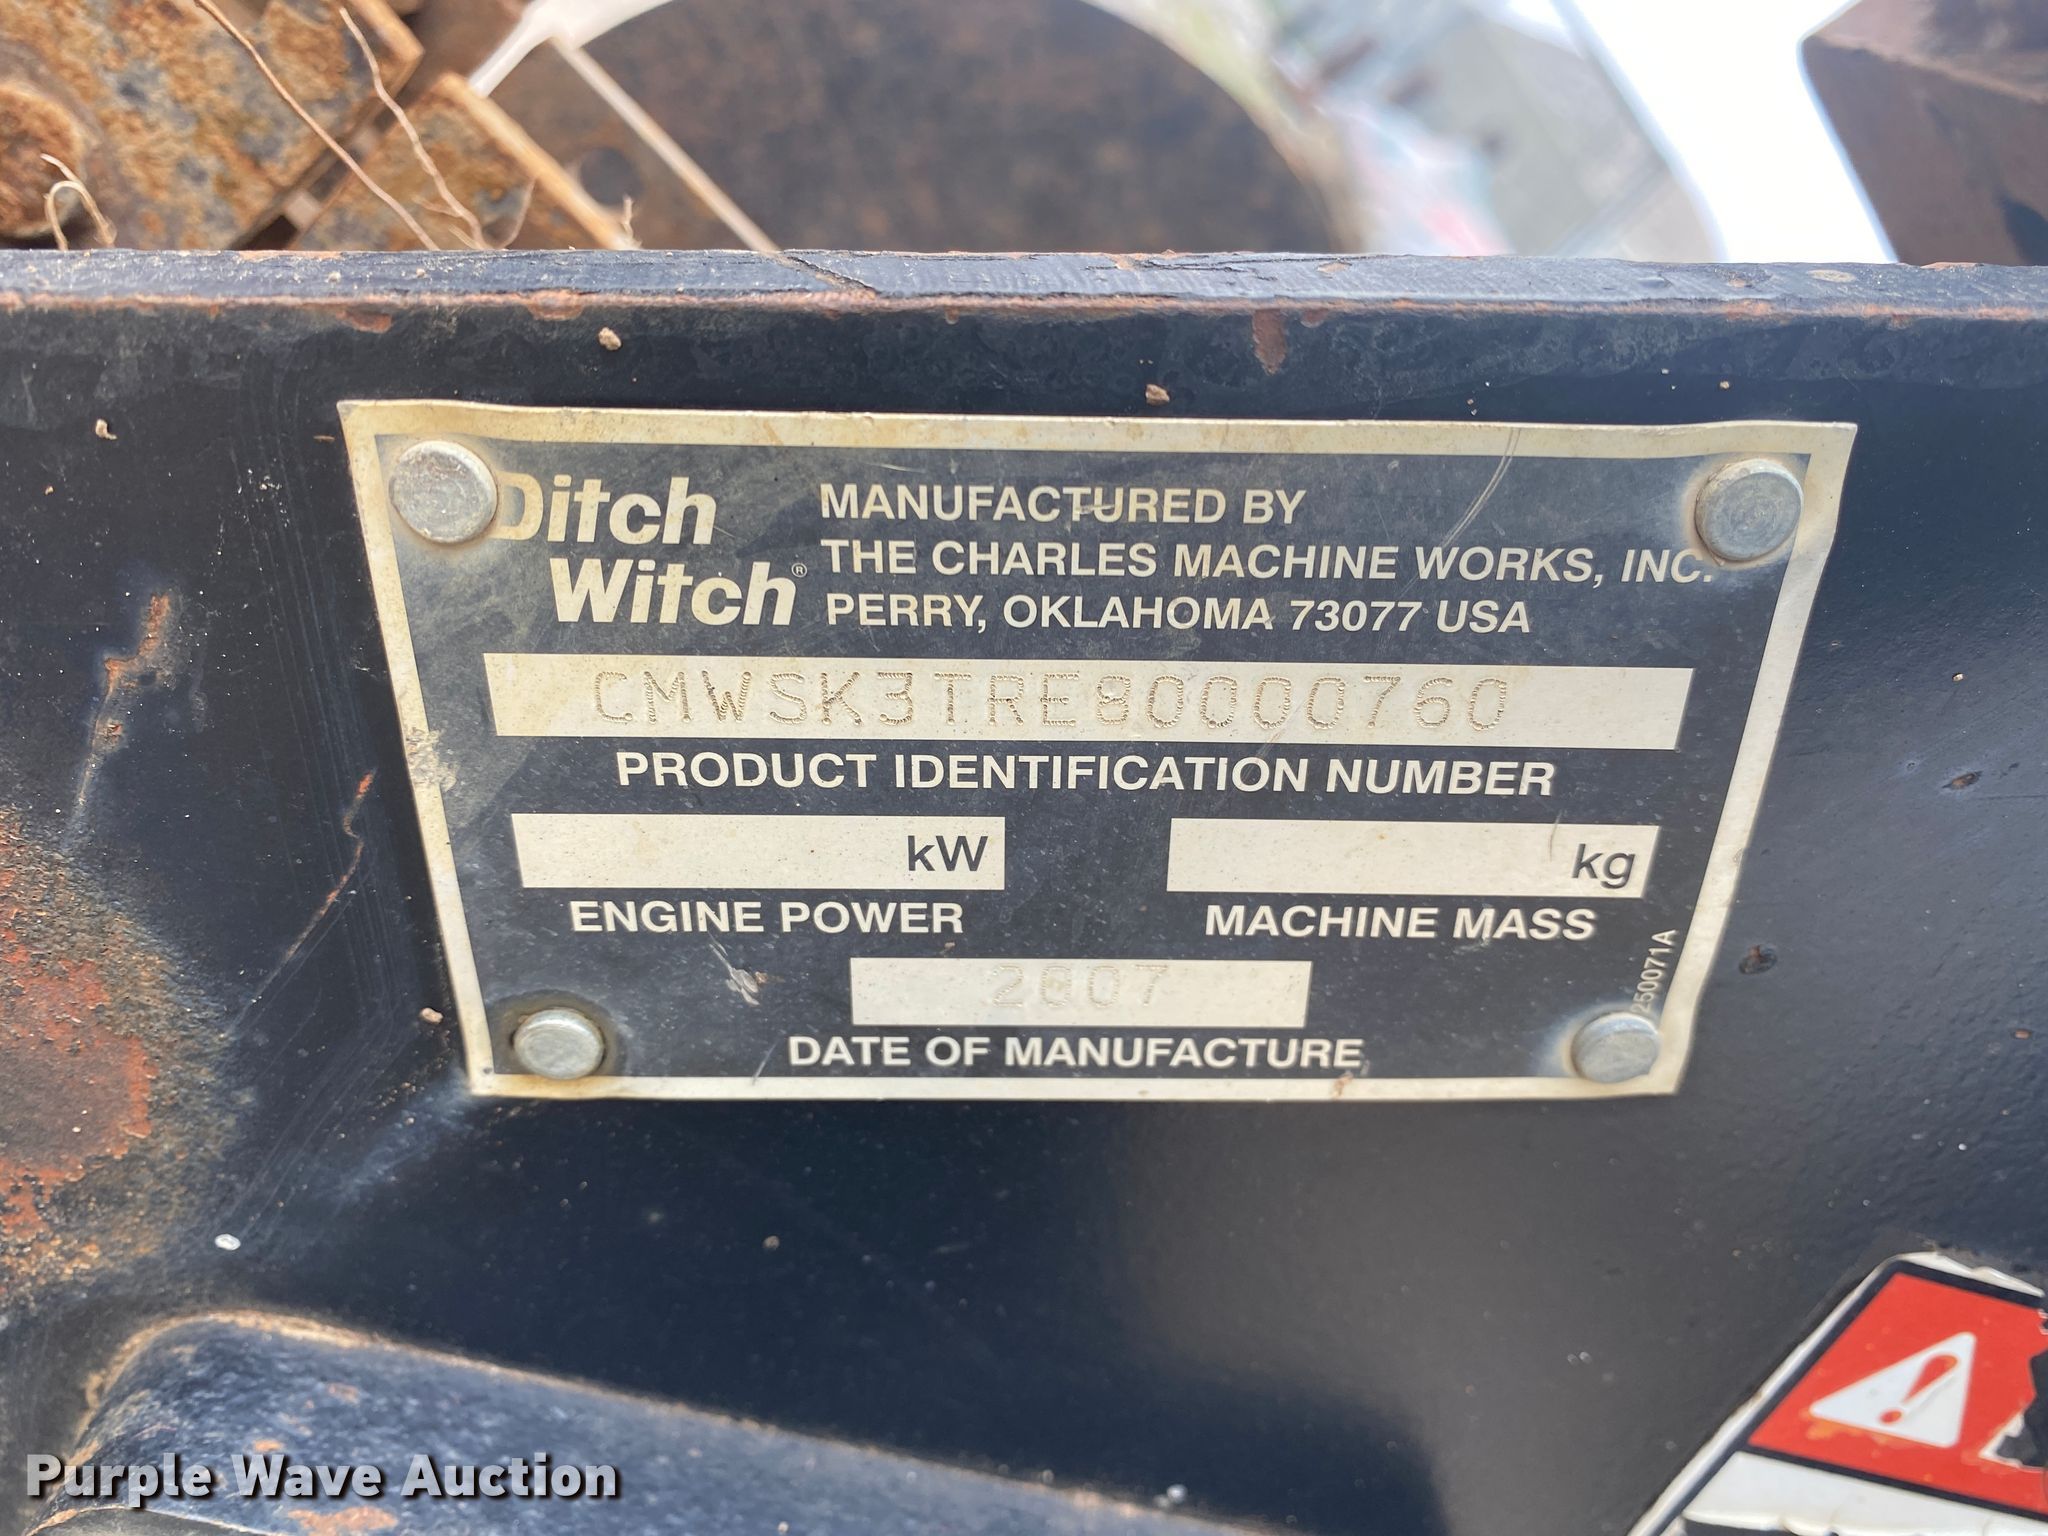 Ditch
Witch®
MANUFACTURED BY
THE CHARLES MACHINE WORKS, INC.
PERRY, OKLAHOMA 73077 USA
CMWSK3TRE80000760
PRODUCT IDENTIFICATION NUMBER
kW
kg
ENGINE POWER
MACHINE MASS
2007
DATE OF MANUFACTURE
250071A
Purple Wave Auction